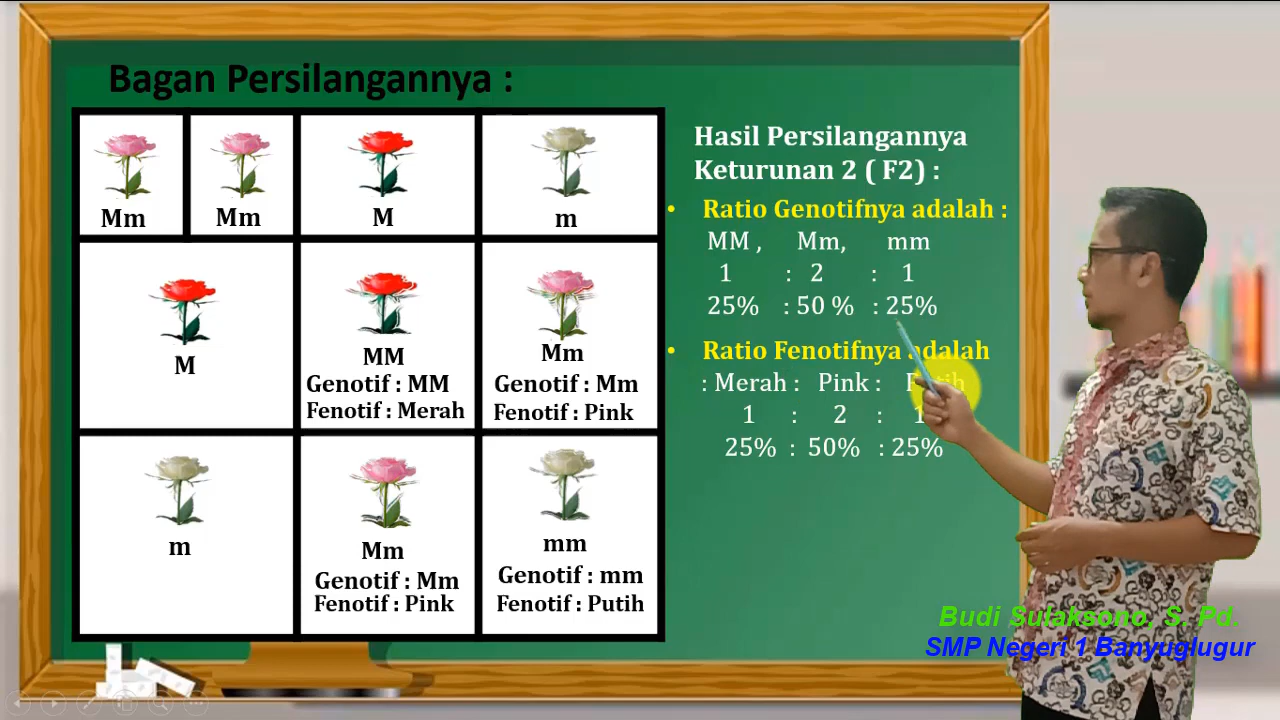 Bagan Persilangannya :
Mm
Mm
M
m
M
MM
Genotif : MM
Fenotif : Merah
Mm
Genotif : Mm
Fenotif : Pink
m
Mm
Genotif : Mm
Fenotif : Pink
mm
Genotif : mm
Fenotif : Putih
Hasil Persilangannya
Keturunan 2 ( F2) :
• Ratio Genotifnya adalah :
MM , Mm, mm
1 : 2 : 1
25% : 50 % : 25%
• Ratio Fenotifnya adalah
: Merah : Pink : Putih
1 : 2 : 1
25% : 50% : 25%
Budi Sulaksono, S. Pd.
SMP Negeri 1 Banyuglugur